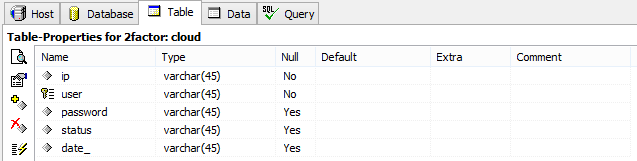 Host Database Table Data SQL Query
Table-Properties for 2factor: cloud
Name Type Null Default Extra Comment
ip varchar(45) No
user varchar(45) No
password varchar(45) Yes
status varchar(45) Yes
date_ varchar(45) Yes